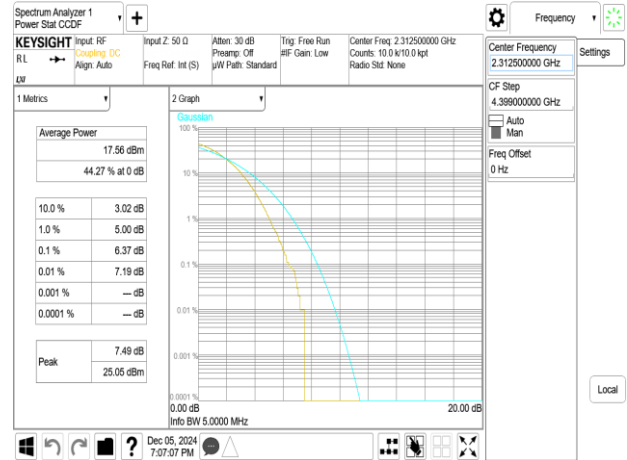 Spectrum Analyzer 1
Power Stat CCDF
Frequency
KEYSIGHT
RL
LXI
Input: RF
Coupling: DC
Align: Auto
Input Z: 50 Ω
Freq Ref: Int (S)
Atten: 30 dB
Preamp: Off
µW Path: Standard
Trig: Free Run
#IF Gain: Low
Center Freq: 2.312500000 GHz
Counts: 10.0 k/10.0 kpt
Radio Std: None
Center Frequency
2.312500000 GHz
Settings
CF Step
4.399000000 GHz
Auto
Man
Freq Offset
0 Hz
Local
1 Metrics
Average Power
17.56 dBm
44.27 % at 0 dB
10.0 % 3.02 dB
1.0 % 5.00 dB
0.1 % 6.37 dB
0.01 % 7.19 dB
0.001 % --- dB
0.0001 % --- dB
Peak
7.49 dB
25.05 dBm
2 Graph
Gaussian
100 %
10 %
1 %
0.1 %
0.01 %
0.001 %
0.0001 %
0.00 dB 20.00 dB
Info BW 5.0000 MHz
?
Dec 05, 2024
7:07:07 PM